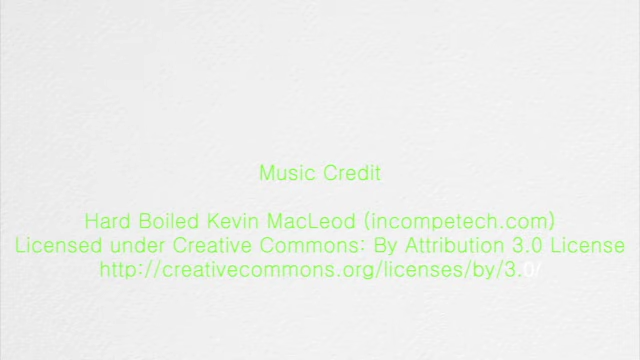 Music Credit
Hard Boiled Kevin MacLeod (incompetech.com)
Licensed under Creative Commons: By Attribution 3.0 License
http://creativecommons.org/licenses/by/3.0/